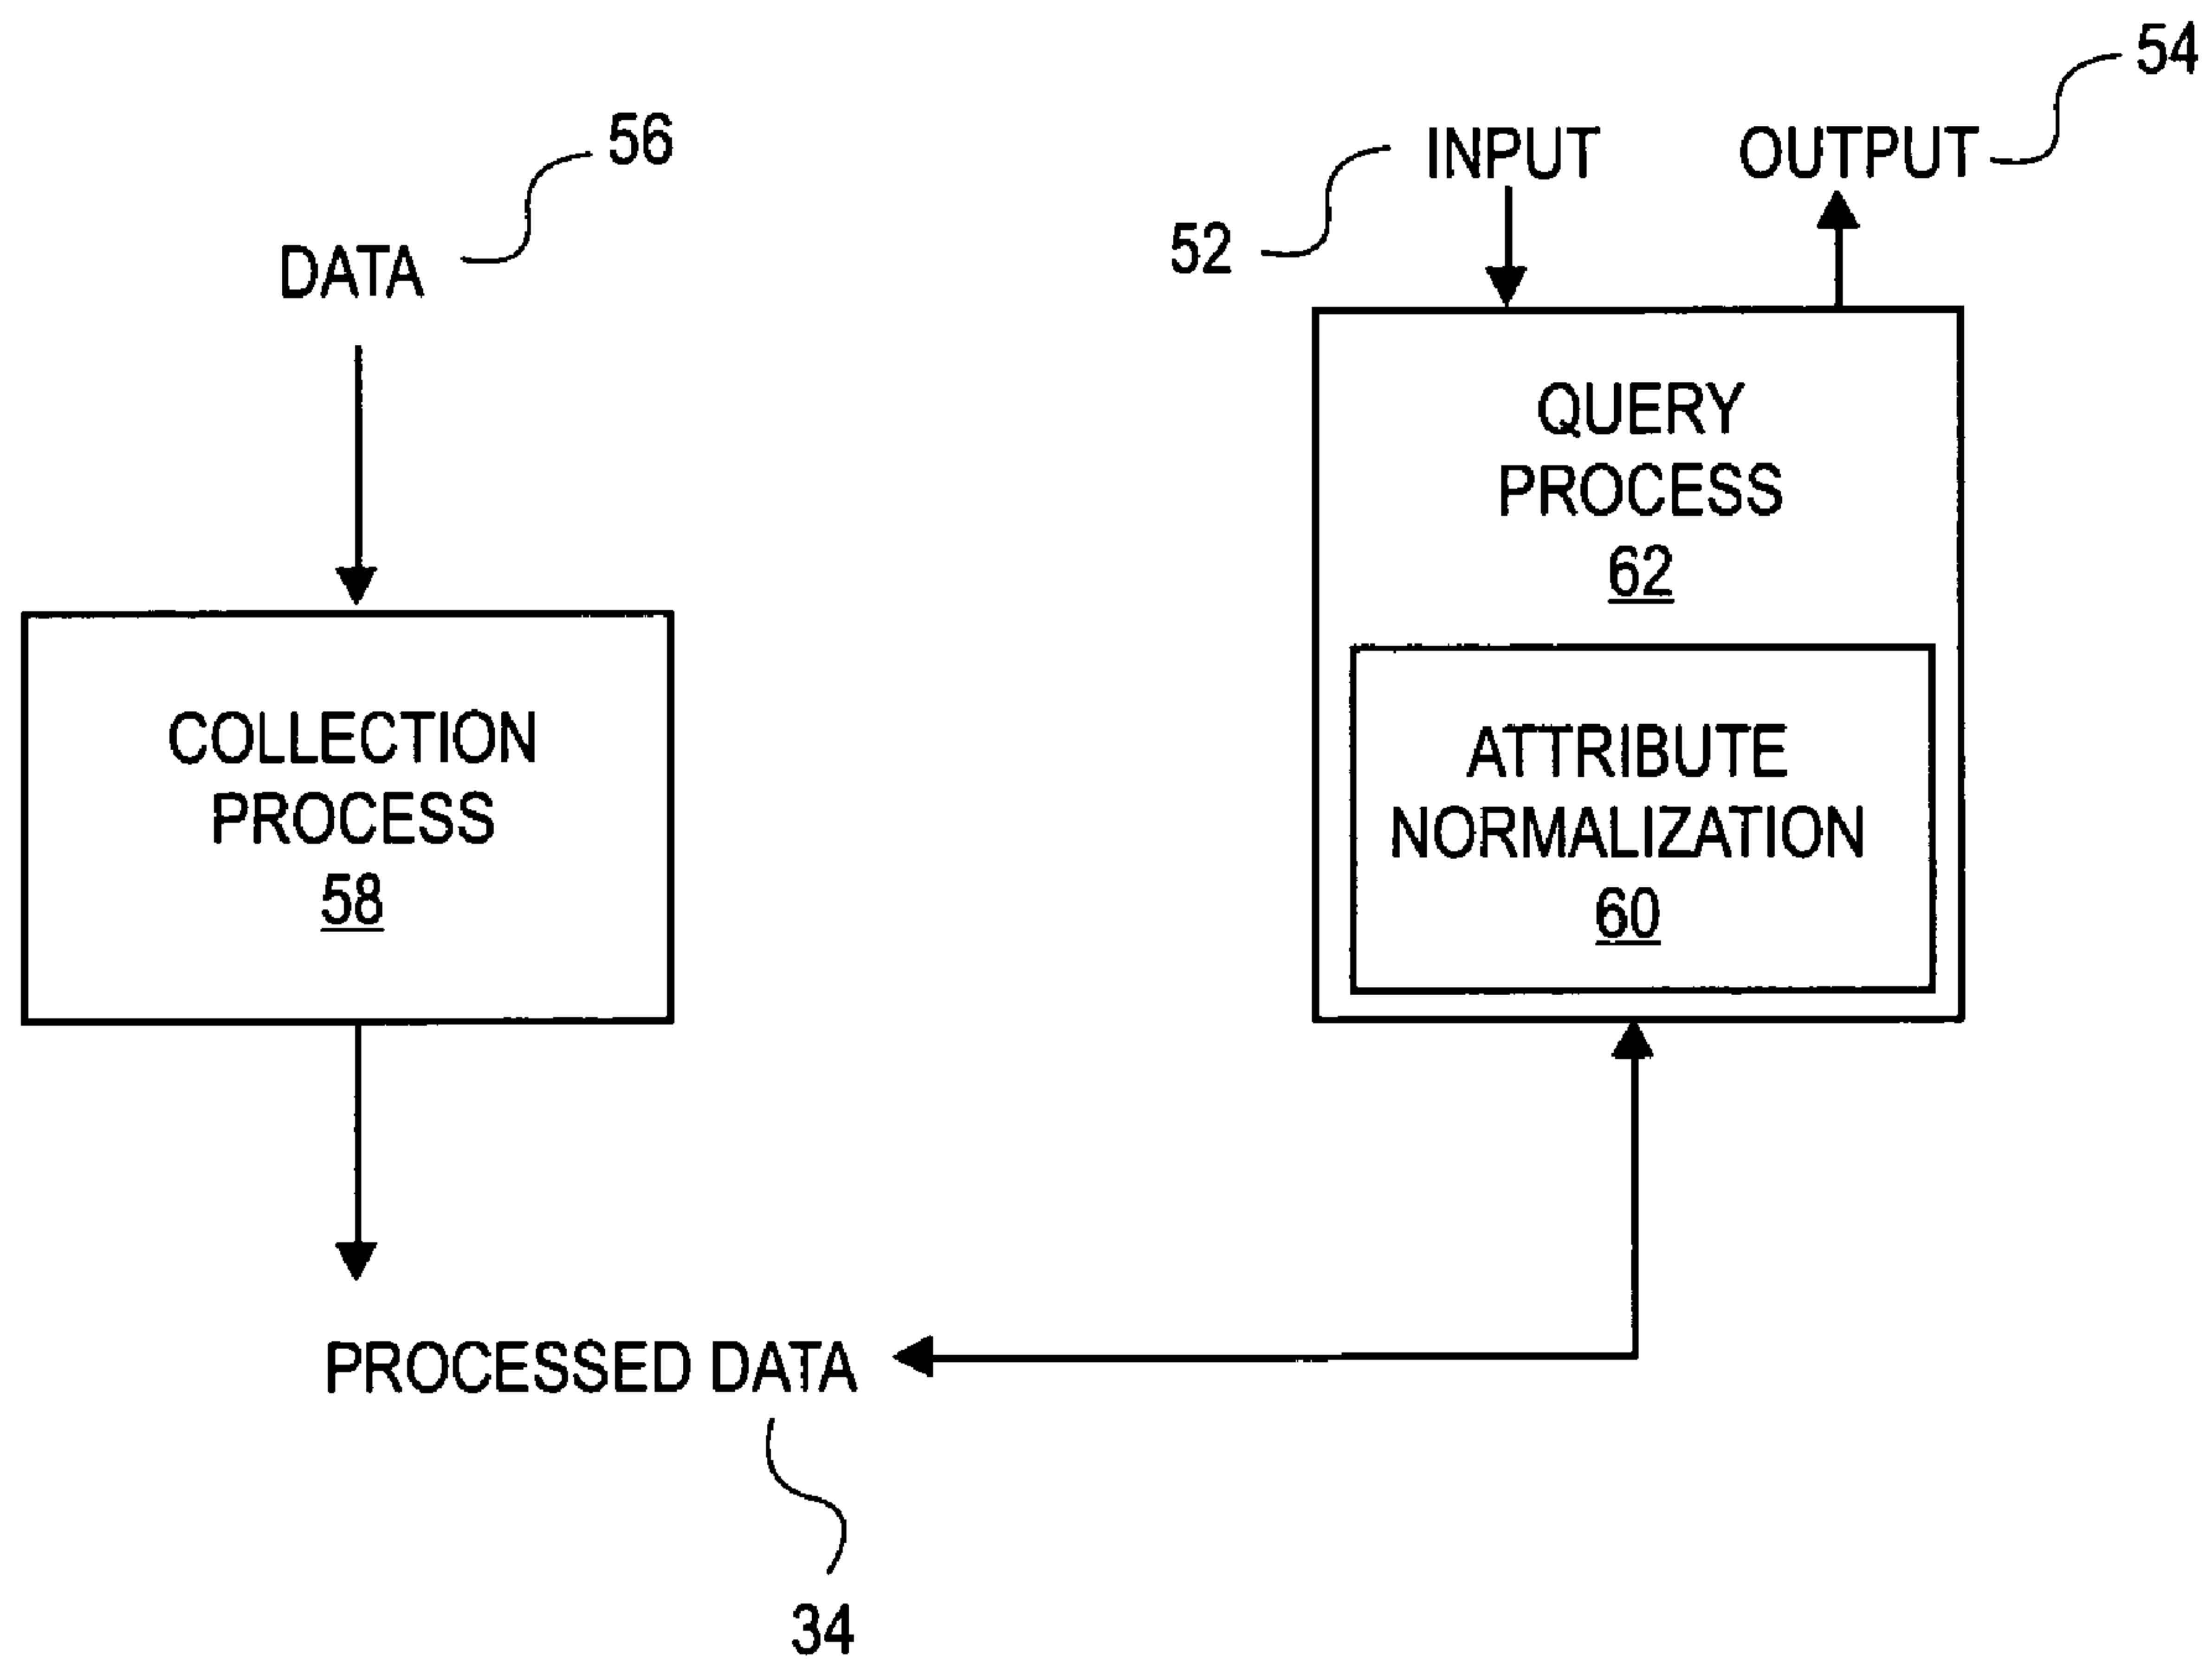 54
56
INPUT
OUTPUT
52
DATA
QUERY
PROCESS
62
COLLECTION
PROCESS
58
ATTRIBUTE
NORMALIZATION
60
PROCESSED DATA
34